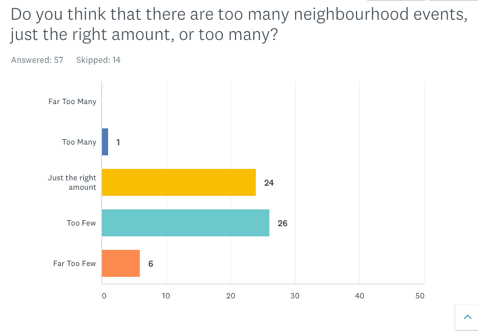 Do you think that there are too many neighbourhood events,
just the right amount, or too many?
Answered: 57 Skipped: 14
Far Too Many
Too Many 1
Just the right
amount 24
Too Few 26
Far Too Few 6
0 10 20 30 40 50